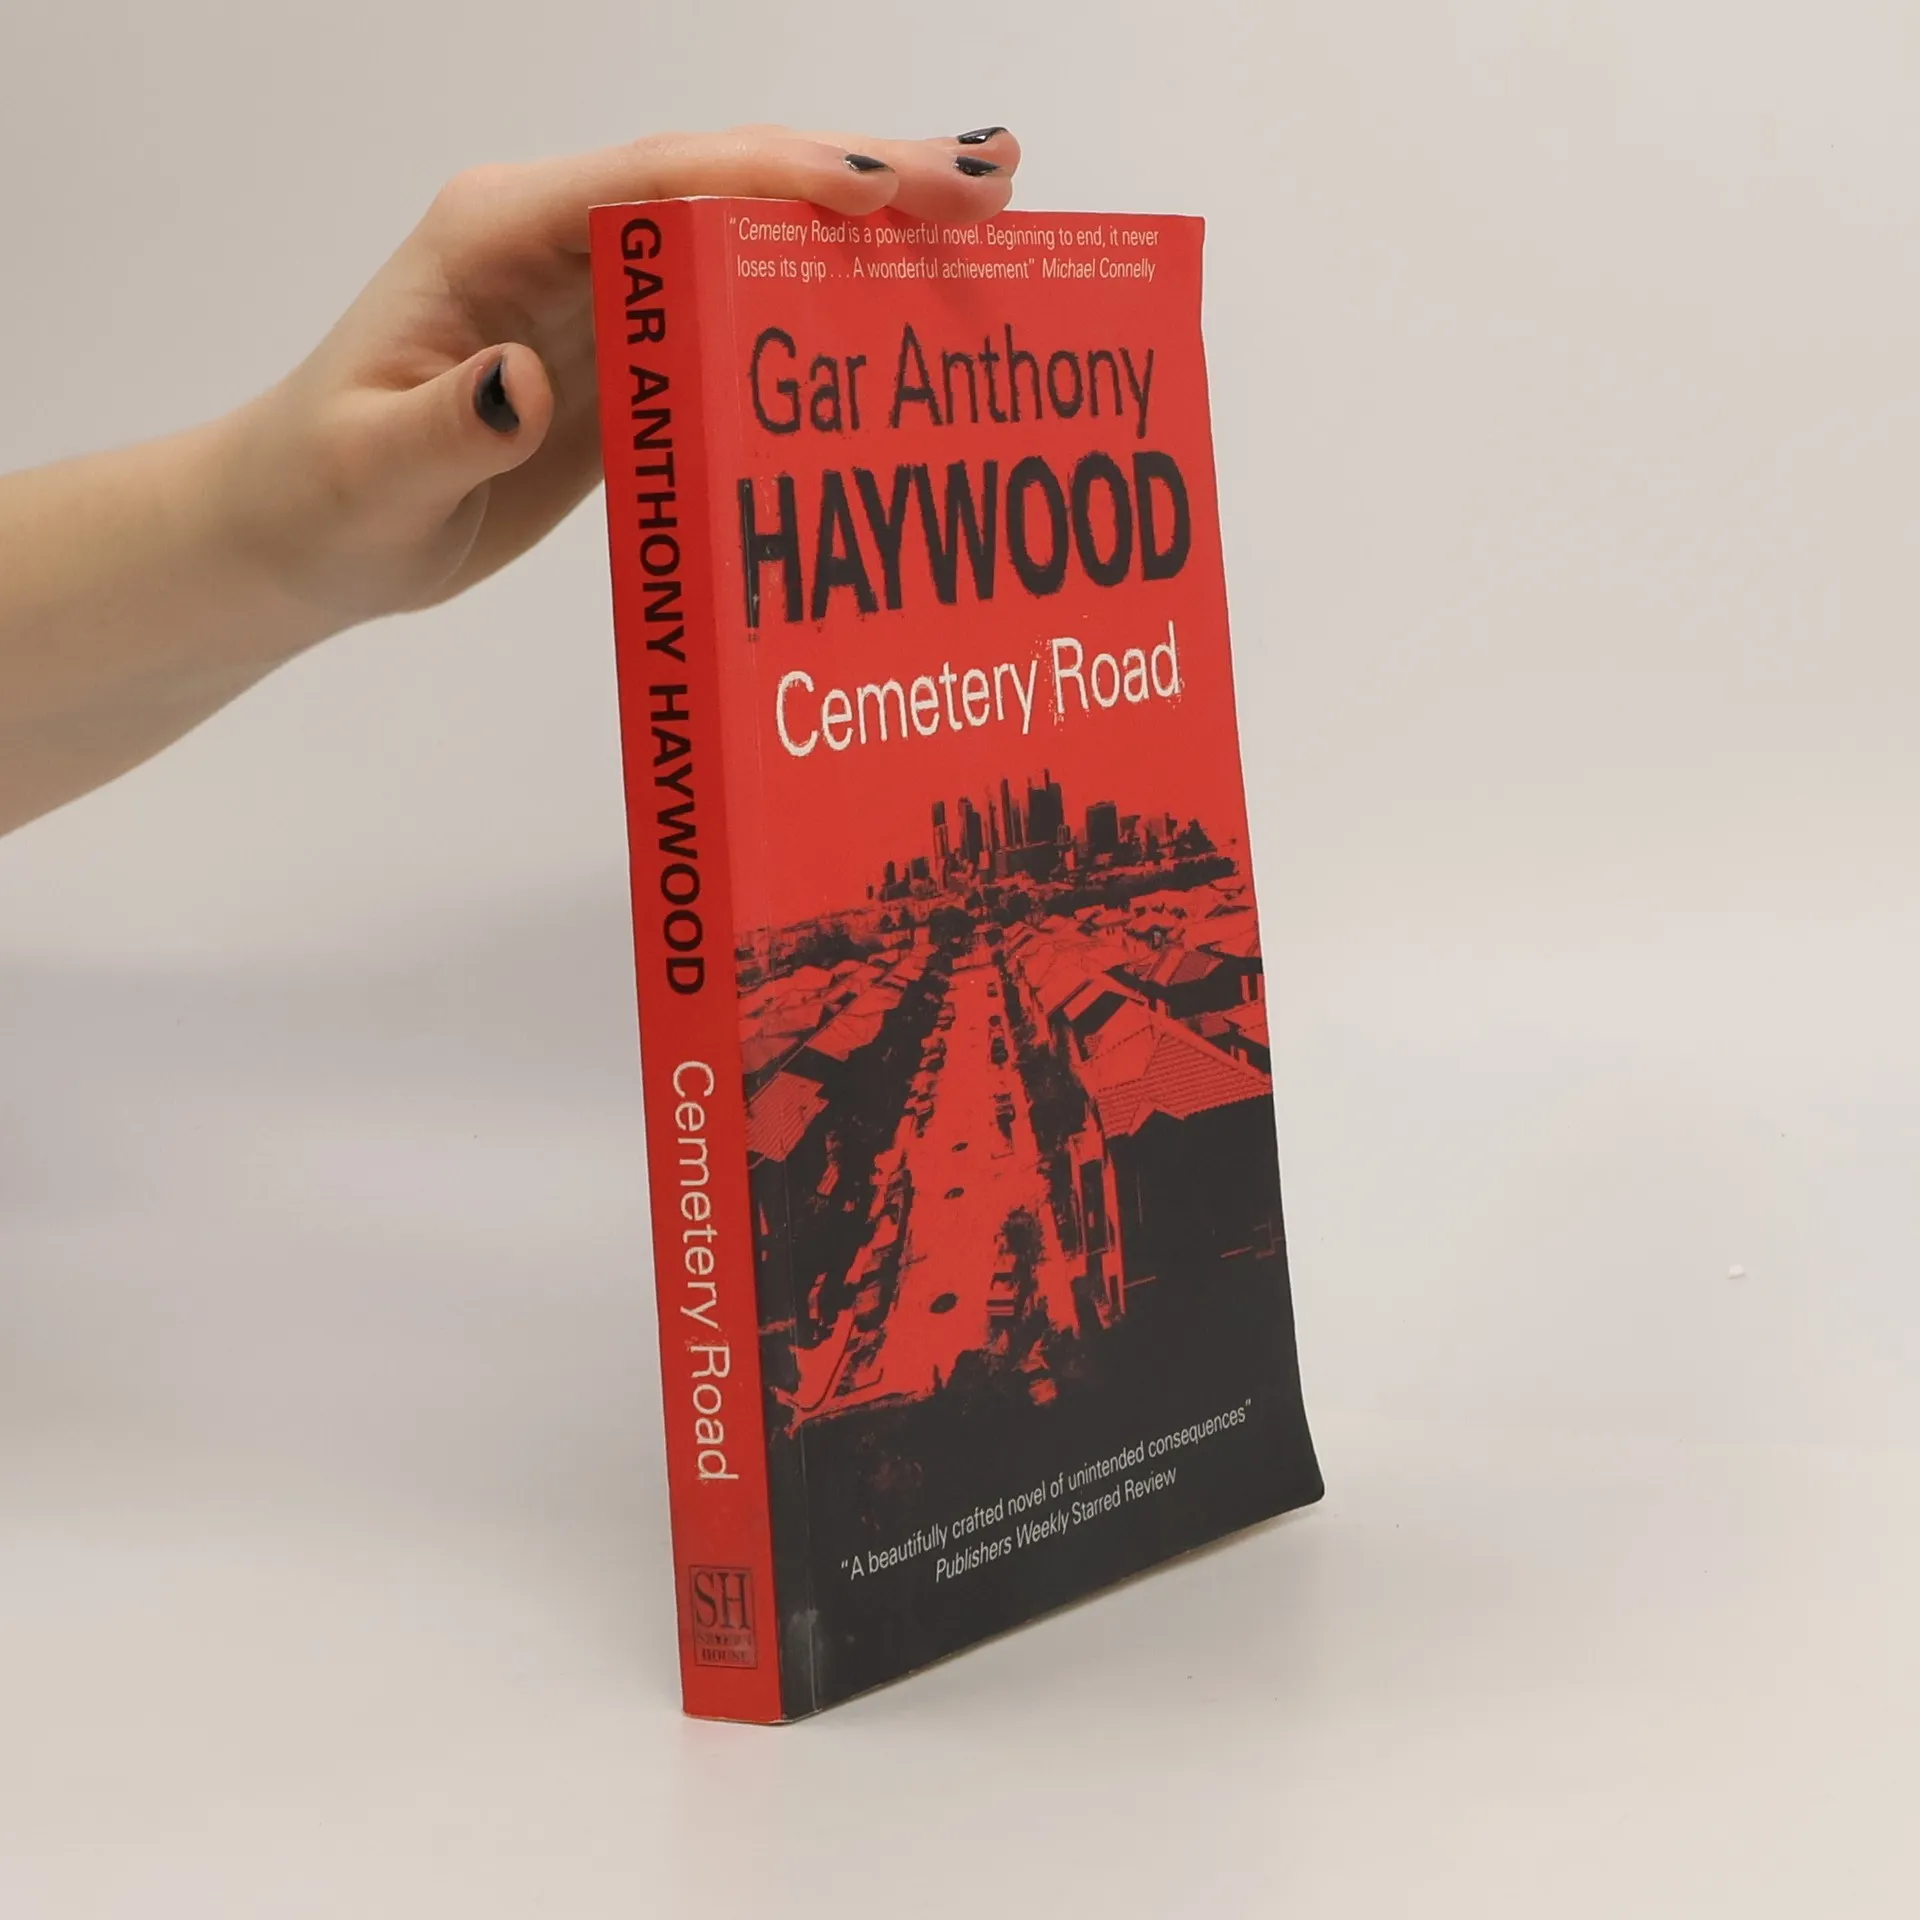 GAR ANTHONY HAYWOOD Cemetery Road
SH
SEVERN
HOUSE
"Cemetery Road is a powerful novel. Beginning to end, it never
loses its grip . . . A wonderful achievement" Michael Connelly
Gar Anthony
HAYWOOD
Cemetery Road
"A beautifully crafted novel of unintended consequences"
Publishers Weekly Starred Review